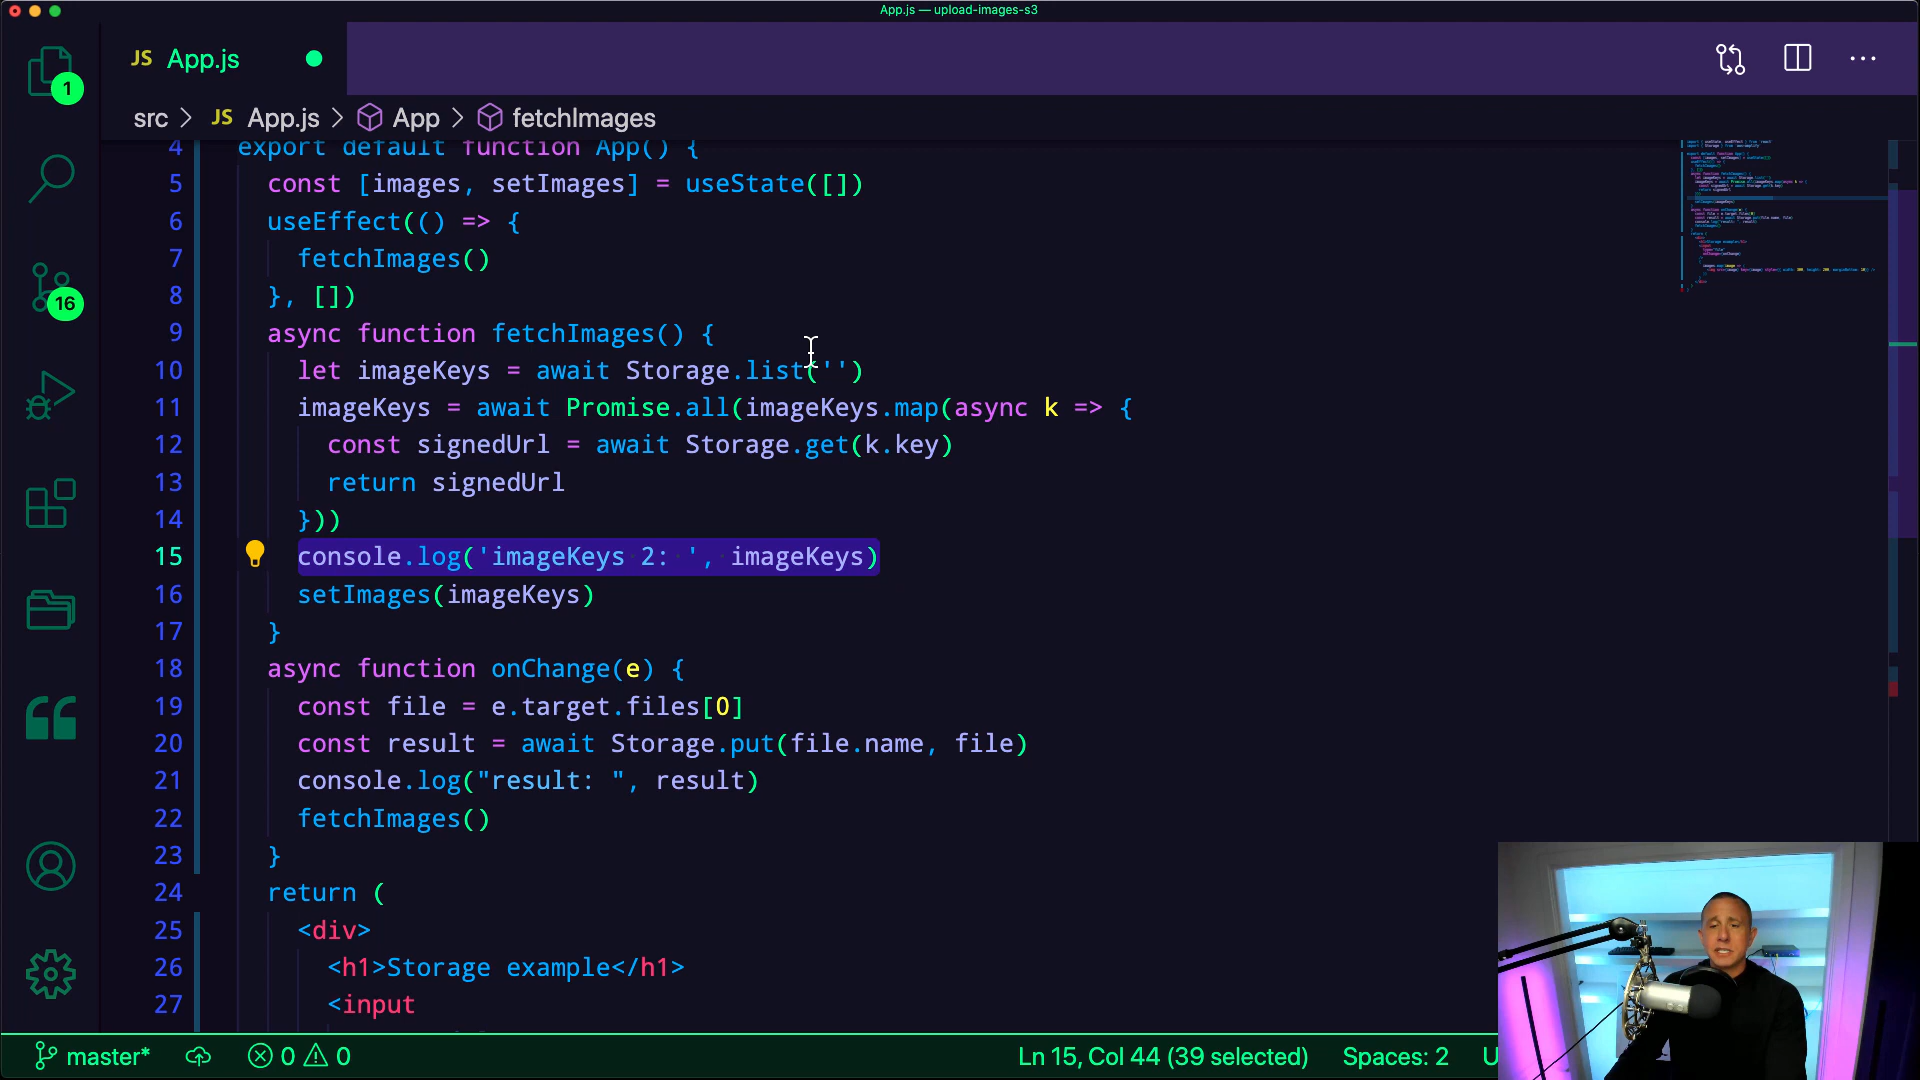 App.js — upload-images-s3
JS App.js
1
src > JS App.js > App > fetchImages
4 export default function App() {
5 const [images, setImages] = useState([])
6 useEffect(() => {
7 fetchImages()
8 }, [])
9 async function fetchImages() {
10 let imageKeys = await Storage.list('')
11 imageKeys = await Promise.all(imageKeys.map(async k => {
12 const signedUrl = await Storage.get(k.key)
13 return signedUrl
14 }))
15 console.log('imageKeys 2: ', imageKeys)
16 setImages(imageKeys)
17 }
18 async function onChange(e) {
19 const file = e.target.files[0]
20 const result = await Storage.put(file.name, file)
21 console.log("result: ", result)
22 fetchImages()
23 }
24 return (
25 <div>
26 <h1>Storage example</h1>
27 <input
16
master* 0 0 Ln 15, Col 44 (39 selected) Spaces: 2 U